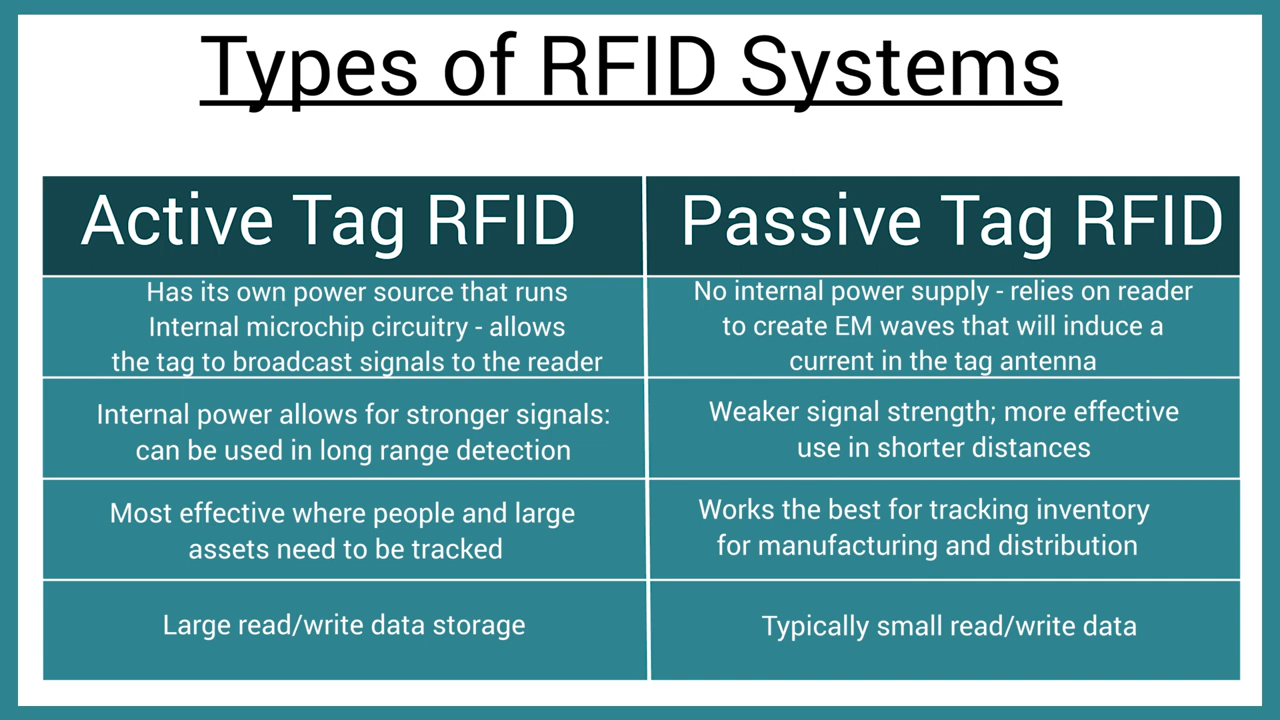 Types of RFID Systems
Active Tag RFID
Passive Tag RFID
Has its own power source that runs
Internal microchip circuitry - allows
the tag to broadcast signals to the reader
No internal power supply - relies on reader
to create EM waves that will induce a
current in the tag antenna
Internal power allows for stronger signals:
can be used in long range detection
Weaker signal strength; more effective
use in shorter distances
Most effective where people and large
assets need to be tracked
Works the best for tracking inventory
for manufacturing and distribution
Large read/write data storage
Typically small read/write data